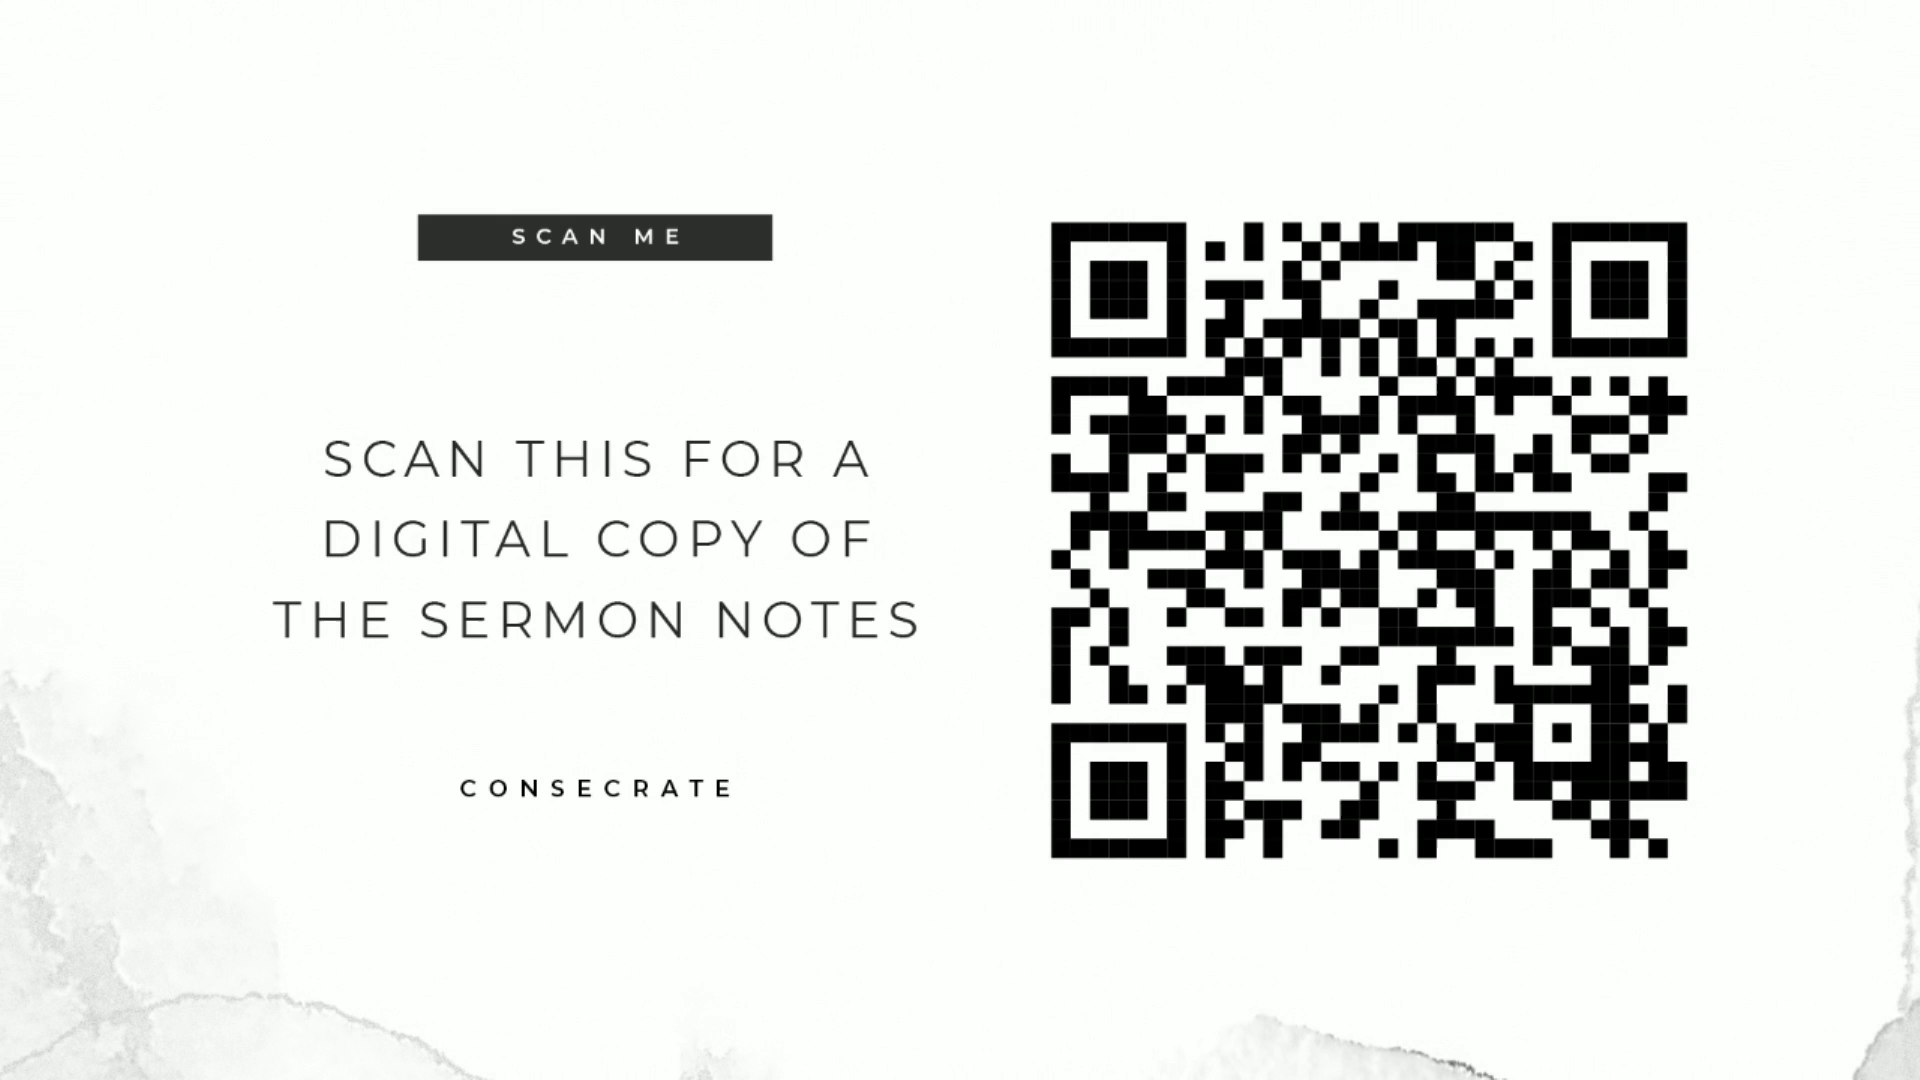 SCAN ME
SCAN THIS FOR A
DIGITAL COPY OF
THE SERMON NOTES
CONSECRATE